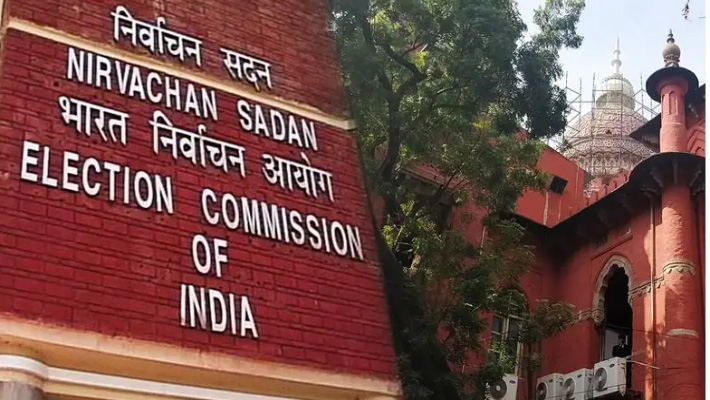 निर्वाचन सदन
NIRVACHAN SADAN
भारत निर्वाचन आयोग
ELECTION COMMISSION
OF
INDIA